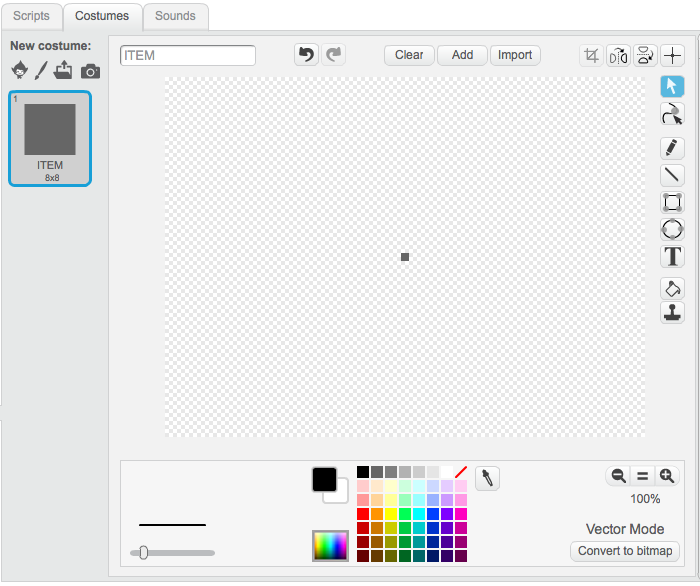 Scripts Costumes Sounds
New costume:
ITEM
Clear Add Import
1
ITEM
8x8
T
100%
Vector Mode
Convert to bitmap